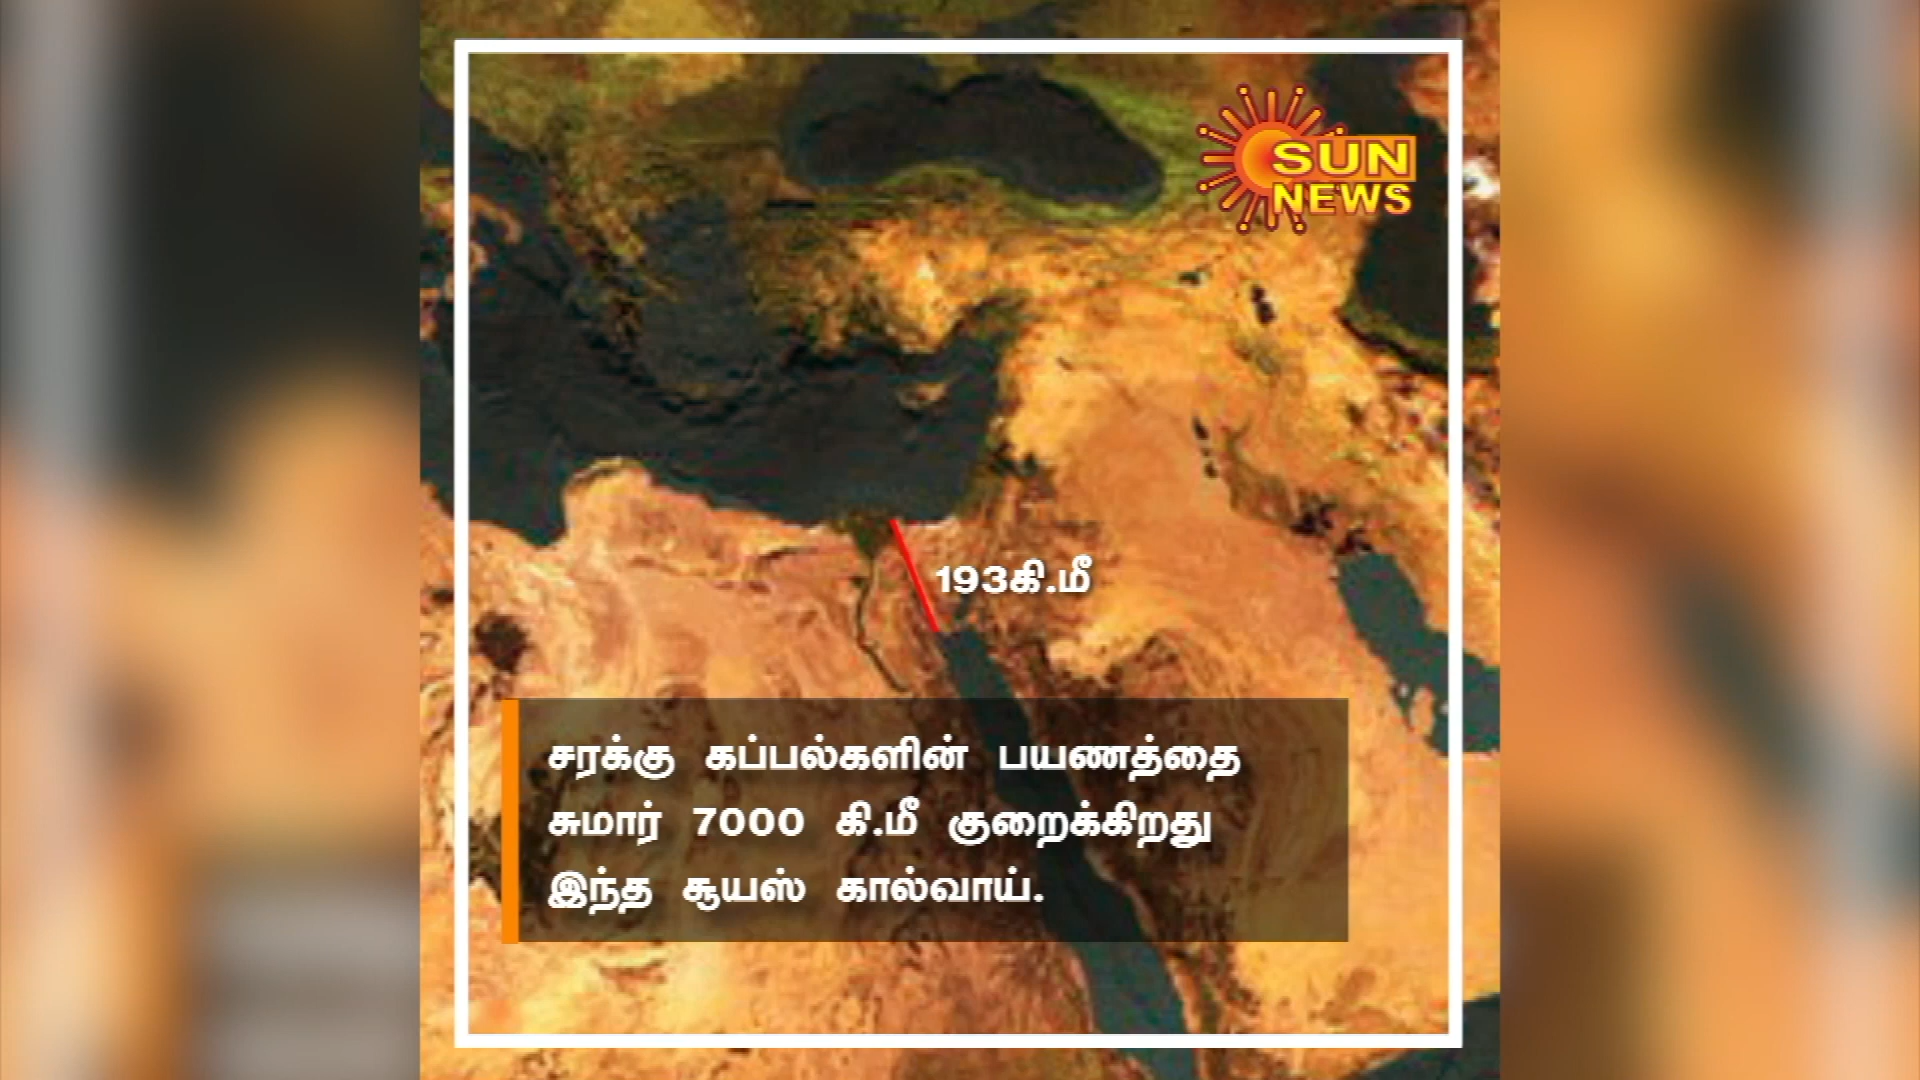 SUN
NEWS
193கி.மீ
சரக்கு கப்பல்களின் பயணத்தை
சுமார் 7000 கி.மீ குறைக்கிறது
இந்த சூயஸ் கால்வாய்.